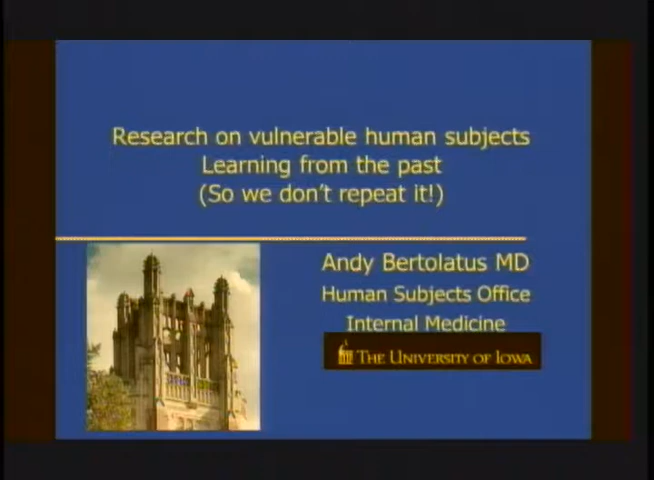 Research on vulnerable human subjects
Learning from the past
(So we don't repeat it!)
Andy Bertolatus MD
Human Subjects Office
Internal Medicine
THE UNIVERSITY OF IOWA